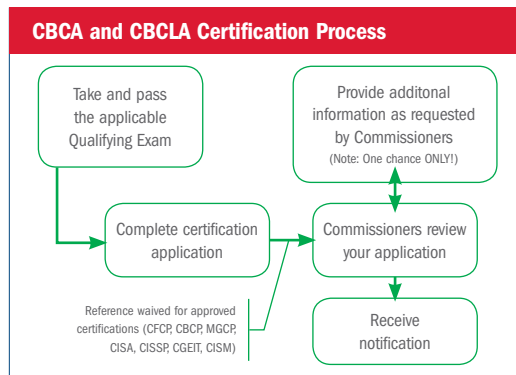 CBCA and CBCLA Certification Process
Take and pass
the applicable
Qualifying Exam
Provide additonal
information as requested
by Commissioners
(Note: One chance ONLY!)
Complete certification
application
Commissioners review
your application
Reference waived for approved
certifications (CFCP, CBCP, MGCP,
CISA, CISSP, CGEIT, CISM)
Receive
notification